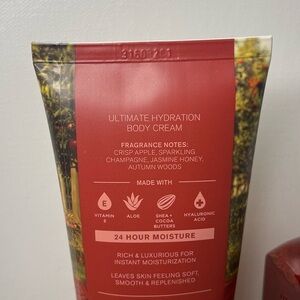 ULTIMATE HYDRATION
BODY CREAM
FRAGRANCE NOTES:
CRISP APPLE, SPARKLING
CHAMPAGNE, JASMINE HONEY,
AUTUMN WOODS
MADE WITH
E
VITAMIN
E
ALOE
SHEA +
COCOA
BUTTERS
HYALURONIC
ACID
24 HOUR MOISTURE
RICH & LUXURIOUS FOR
INSTANT MOISTURIZATION
LEAVES SKIN FEELING SOFT,
SMOOTH & REPLENISHED